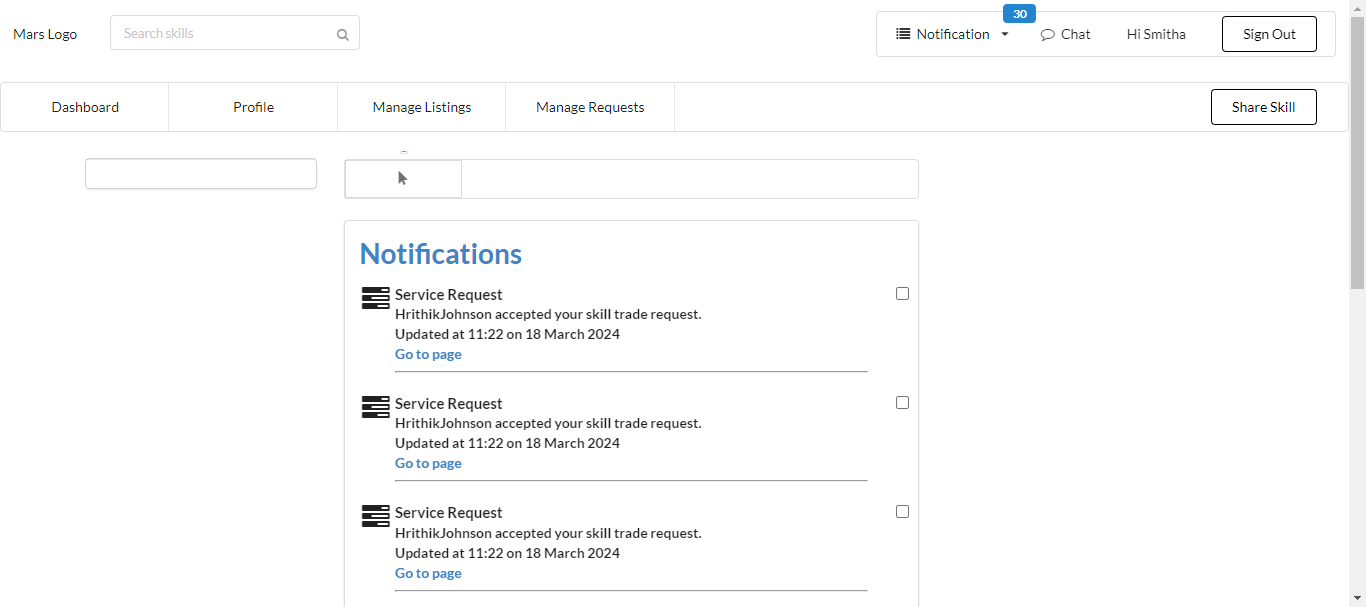 Mars Logo
Search skills
Notification
30
Chat
Hi Smitha
Sign Out
Dashboard
Profile
Manage Listings
Manage Requests
Share Skill
Notifications
Service Request
HrithikJohnson accepted your skill trade request.
Updated at 11:22 on 18 March 2024
Go to page
Service Request
HrithikJohnson accepted your skill trade request.
Updated at 11:22 on 18 March 2024
Go to page
Service Request
HrithikJohnson accepted your skill trade request.
Updated at 11:22 on 18 March 2024
Go to page